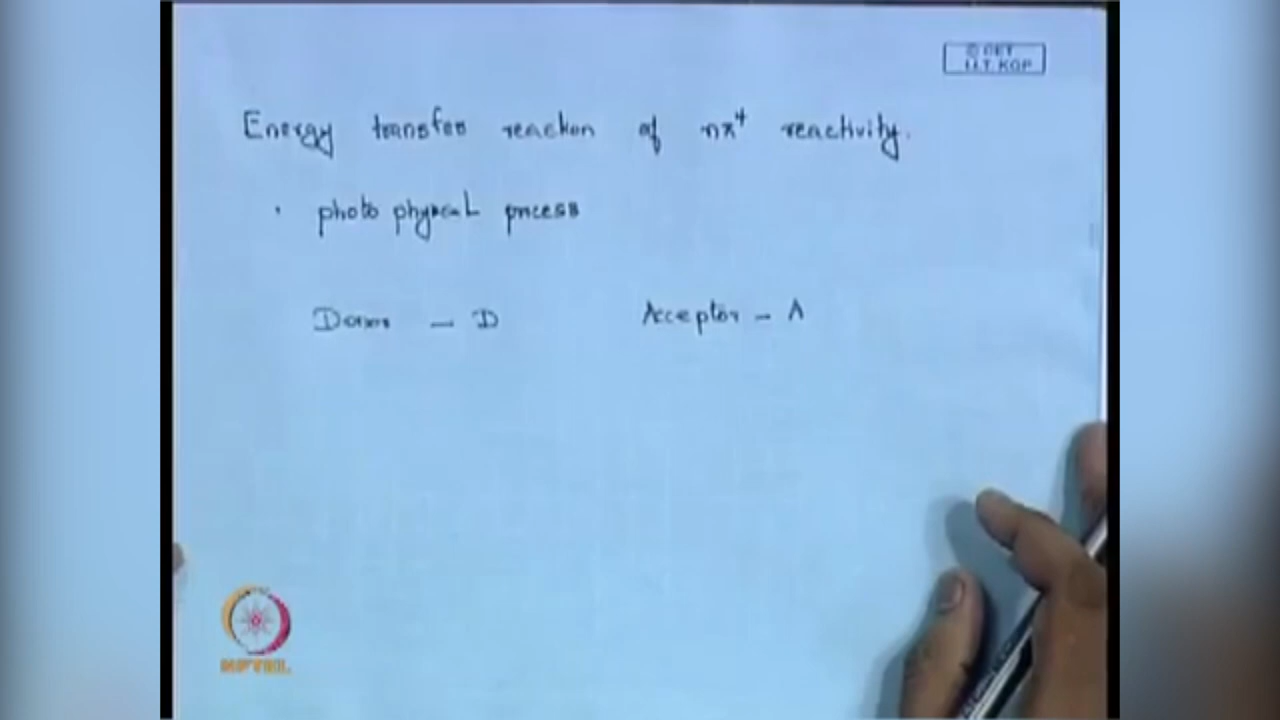 © CET
I.I.T. KGP
Energy transfer reaction of nπ* reactivity.
· photo physical process
Donor – D Acceptor – A
NPTEL